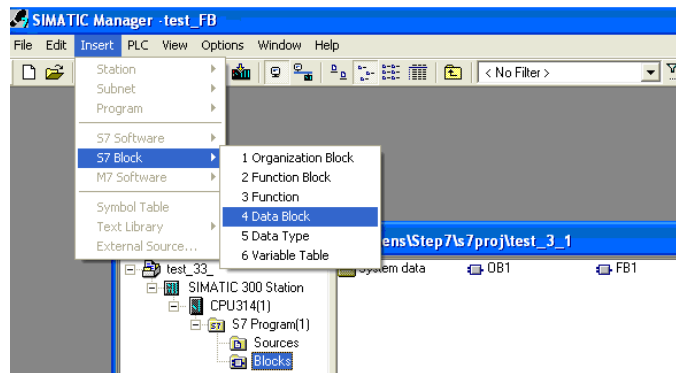 SIMATIC Manager -test_FB
File Edit Insert PLC View Options Window Help
< No Filter >
Station
Subnet
Program
S7 Software
S7 Block
M7 Software
Symbol Table
Text Library
External Source...
1 Organization Block
2 Function Block
3 Function
4 Data Block
5 Data Type
6 Variable Table
ens\Step7\s7proj\test_3_1
test_33_
SIMATIC 300 Station
CPU314(1)
S7 Program(1)
Sources
Blocks
System data OB1 FB1